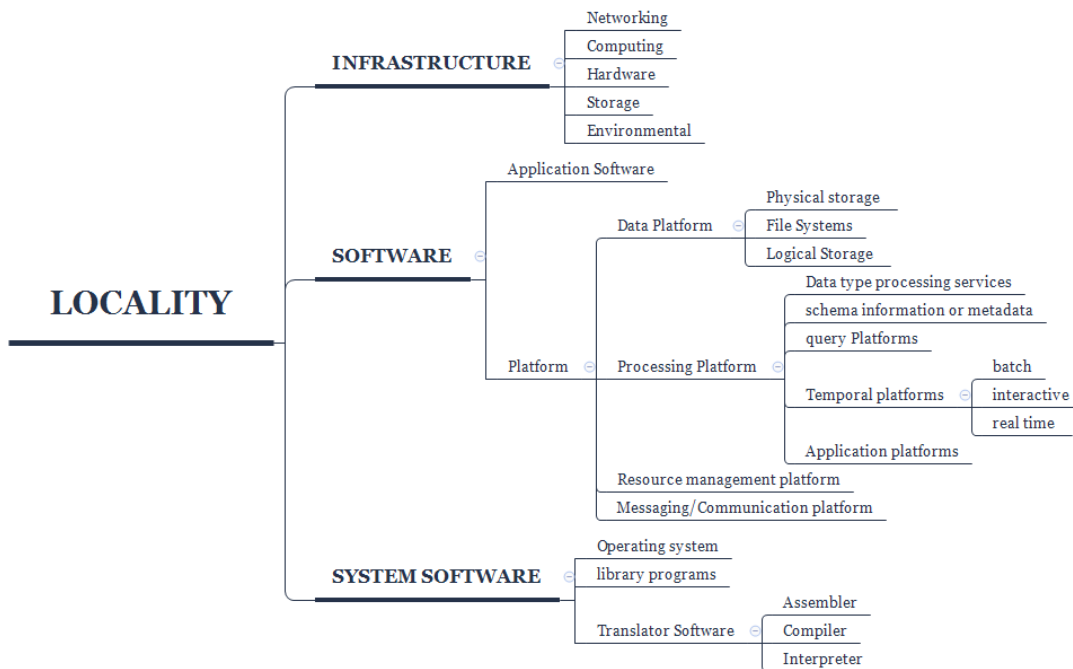 Networking
Computing
INFRASTRUCTURE
Hardware
Storage
Environmental
Application Software
Physical storage
Data Platform
File Systems
SOFTWARE
Logical Storage
Data type processing services
LOCALITY
schema information or metadata
query Platforms
Platform
Processing Platform
batch
Temporal platforms
interactive
real time
Application platforms
Resource management platform
Messaging/Communication platform
Operating system
SYSTEM SOFTWARE
library programs
Assembler
Translator Software
Compiler
Interpreter